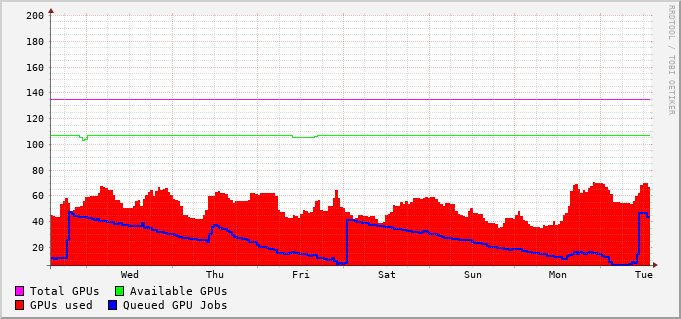 200
180
160
140
120
100
80
60
40
20
Wed Thu Fri Sat Sun Mon Tue
Total GPUs Available GPUs
GPUs used Queued GPU Jobs
RRDTOOL / TOBI OETIKER